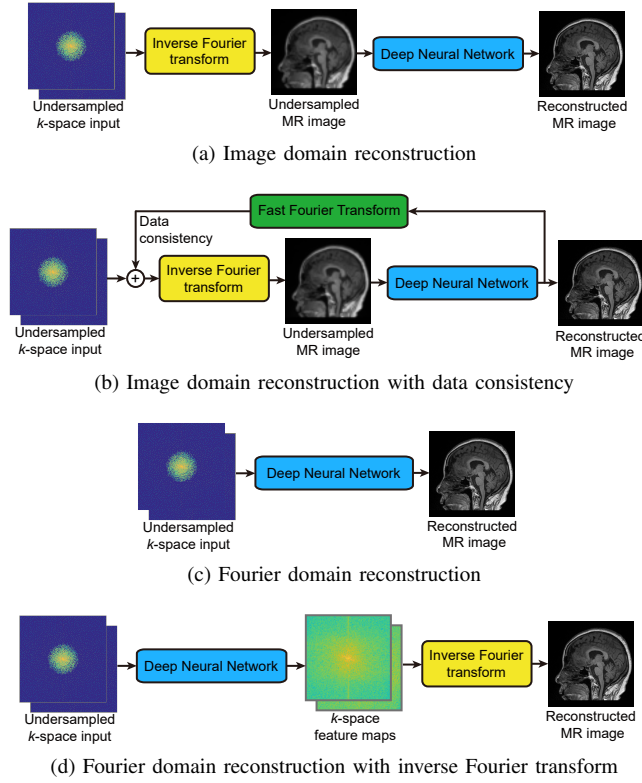 Inverse Fourier
transform
Deep Neural Network
Undersampled
k-space input
Undersampled
MR image
Reconstructed
MR image
(a) Image domain reconstruction
Fast Fourier Transform
Data
consistency
+
Inverse Fourier
transform
Deep Neural Network
Undersampled
k-space input
Undersampled
MR image
Reconstructed
MR image
(b) Image domain reconstruction with data consistency
Deep Neural Network
Undersampled
k-space input
Reconstructed
MR image
(c) Fourier domain reconstruction
Deep Neural Network
Inverse Fourier
transform
Undersampled
k-space input
k-space
feature maps
Reconstructed
MR image
(d) Fourier domain reconstruction with inverse Fourier transform